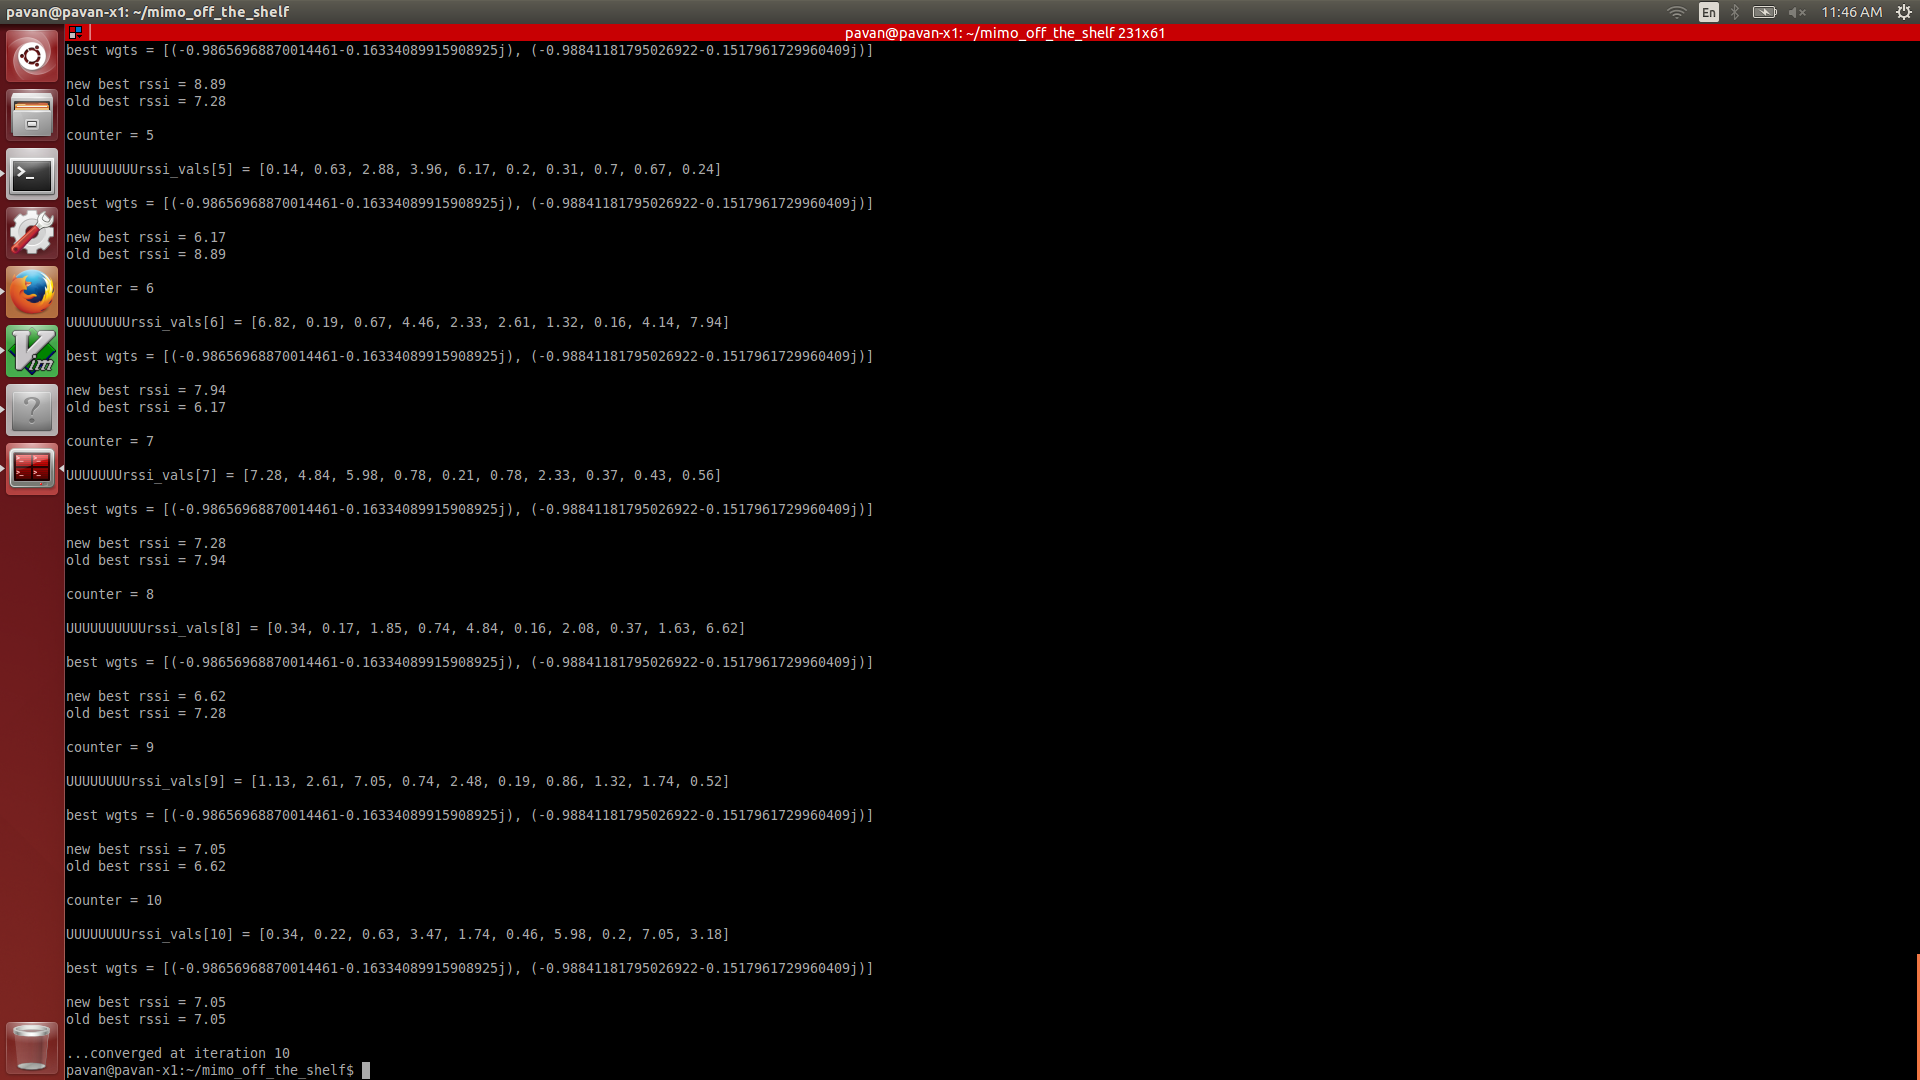 pavan@pavan-x1: ~/mimo_off_the_shelf
En
11:46 AM
pavan@pavan-x1: ~/mimo_off_the_shelf 231x61
best wgts = [(-0.98656968870014461-0.16334089915908925j), (-0.98841181795026922-0.1517961729960409j)]
new best rssi = 8.89
old best rssi = 7.28
counter = 5
UUUUUUUUUrssi_vals[5] = [0.14, 0.63, 2.88, 3.96, 6.17, 0.2, 0.31, 0.7, 0.67, 0.24]
best wgts = [(-0.98656968870014461-0.16334089915908925j), (-0.98841181795026922-0.1517961729960409j)]
new best rssi = 6.17
old best rssi = 8.89
counter = 6
UUUUUUUUrssi_vals[6] = [6.82, 0.19, 0.67, 4.46, 2.33, 2.61, 1.32, 0.16, 4.14, 7.94]
best wgts = [(-0.98656968870014461-0.16334089915908925j), (-0.98841181795026922-0.1517961729960409j)]
new best rssi = 7.94
old best rssi = 6.17
counter = 7
UUUUUUUrssi_vals[7] = [7.28, 4.84, 5.98, 0.78, 0.21, 0.78, 2.33, 0.37, 0.43, 0.56]
best wgts = [(-0.98656968870014461-0.16334089915908925j), (-0.98841181795026922-0.1517961729960409j)]
new best rssi = 7.28
old best rssi = 7.94
counter = 8
UUUUUUUUUUrssi_vals[8] = [0.34, 0.17, 1.85, 0.74, 4.84, 0.16, 2.08, 0.37, 1.63, 6.62]
best wgts = [(-0.98656968870014461-0.16334089915908925j), (-0.98841181795026922-0.1517961729960409j)]
new best rssi = 6.62
old best rssi = 7.28
counter = 9
UUUUUUUUrssi_vals[9] = [1.13, 2.61, 7.05, 0.74, 2.48, 0.19, 0.86, 1.32, 1.74, 0.52]
best wgts = [(-0.98656968870014461-0.16334089915908925j), (-0.98841181795026922-0.1517961729960409j)]
new best rssi = 7.05
old best rssi = 6.62
counter = 10
UUUUUUUUrssi_vals[10] = [0.34, 0.22, 0.63, 3.47, 1.74, 0.46, 5.98, 0.2, 7.05, 3.18]
best wgts = [(-0.98656968870014461-0.16334089915908925j), (-0.98841181795026922-0.1517961729960409j)]
new best rssi = 7.05
old best rssi = 7.05
...converged at iteration 10
pavan@pavan-x1:~/mimo_off_the_shelf$